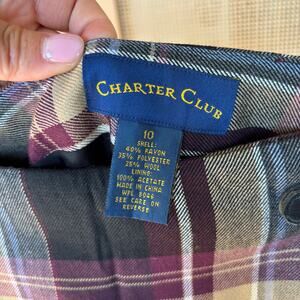 CHARTER CLUB
10
SHELL:
40% RAYON
35% POLYESTER
25% WOOL
LINING:
100% ACETATE
MADE IN CHINA
WPL 5066
SEE CARE ON
REVERSE